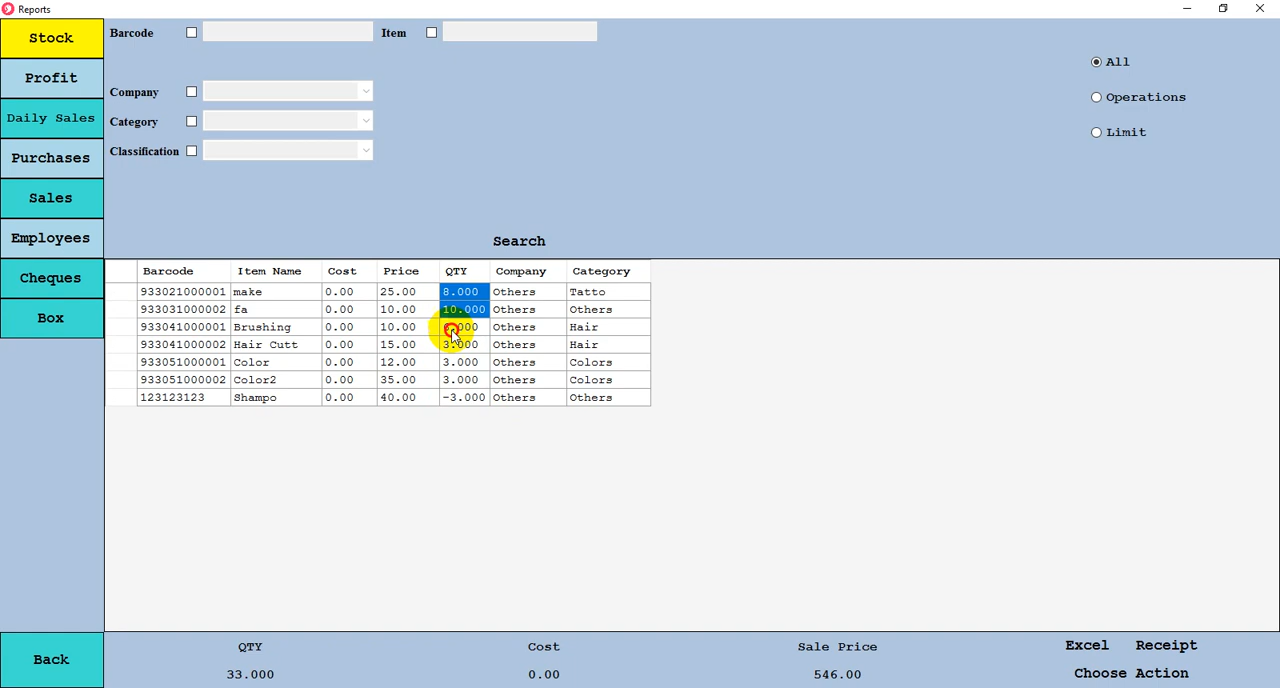 Reports
Stock
Profit
Daily Sales
Purchases
Sales
Employees
Cheques
Box
Back
Barcode Item
Company
Category
Classification
All
Operations
Limit
Search
Barcode Item Name Cost Price QTY Company Category
933021000001 make 0.00 25.00 8.000 Others Tatto
933031000002 fa 0.00 10.00 10.000 Others Others
933041000001 Brushing 0.00 10.00 Others Hair
933041000002 Hair Cutt 0.00 15.00 3.000 Others Hair
933051000001 Color 0.00 12.00 3.000 Others Colors
933051000002 Color2 0.00 35.00 3.000 Others Colors
123123123 Shampo 0.00 40.00 -3.000 Others Others
QTY Cost Sale Price Excel Receipt
33.000 0.00 546.00 Choose Action